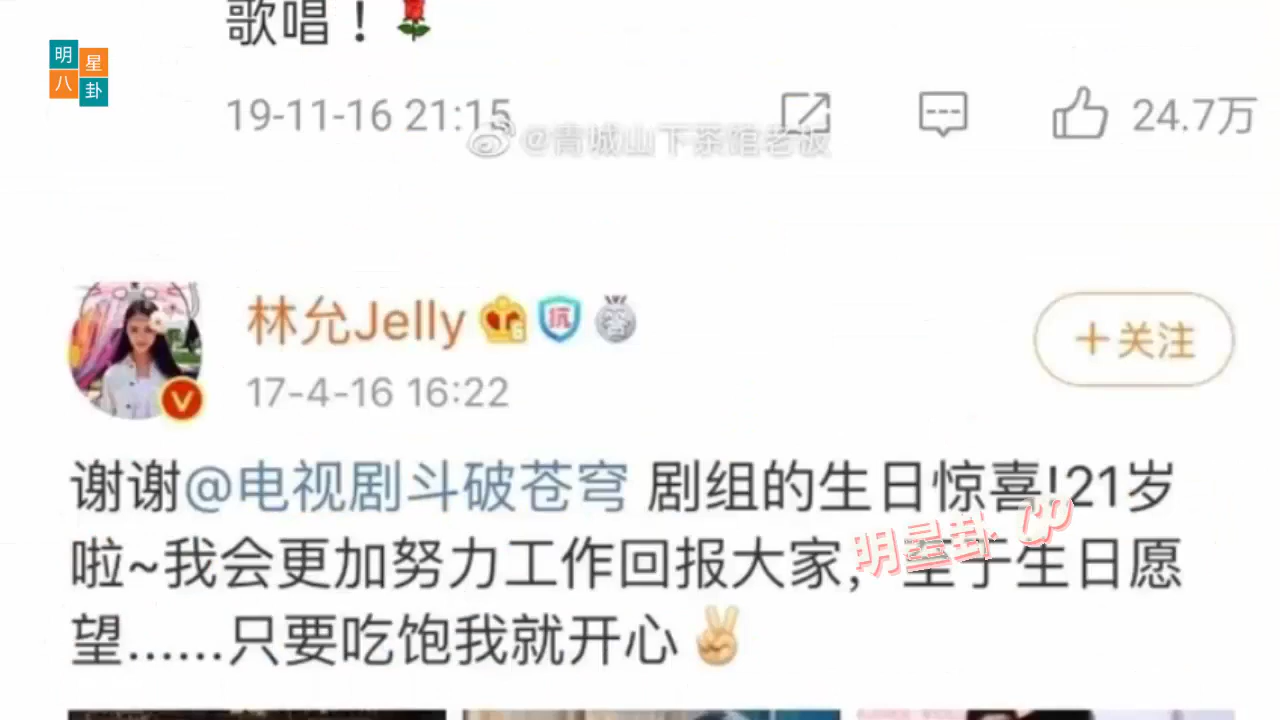 歌唱！
明星
八卦
19-11-16 21:15
24.7万
@青城山下茶馆老板
林允Jelly
6
抗
答
V
+关注
17-4-16 16:22
谢谢@电视剧斗破苍穹 剧组的生日惊喜!21岁
啦~我会更加努力工作回报大家，至于生日愿
明星卦
望……只要吃饱我就开心